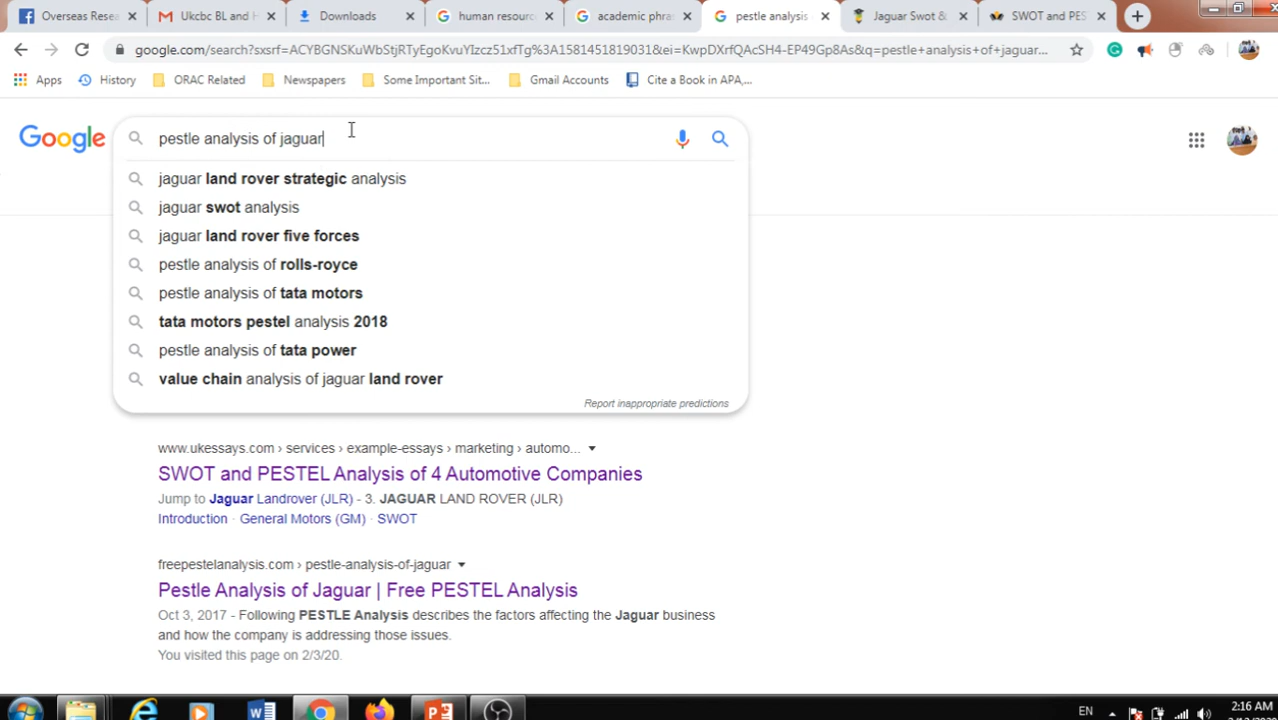 Overseas Resea
Ukcbc BL and H
Downloads
human resourc
academic phras
pestle analysis
Jaguar Swot &
SWOT and PES
google.com/search?sxsrf=ACYBGNSKuWbStjRTyEgoKvuYIzcz51xfTg%3A1581451819031&ei=KwpDXrfQAcSH4-EP49Gp8As&q=pestle+analysis+of+jaguar...
Apps
History
ORAC Related
Newspapers
Some Important Sit...
Gmail Accounts
Cite a Book in APA,...
Google
pestle analysis of jaguar
jaguar land rover strategic analysis
jaguar swot analysis
jaguar land rover five forces
pestle analysis of rolls-royce
pestle analysis of tata motors
tata motors pestel analysis 2018
pestle analysis of tata power
value chain analysis of jaguar land rover
Report inappropriate predictions
www.ukessays.com › services › example-essays › marketing › automo...
SWOT and PESTEL Analysis of 4 Automotive Companies
Jump to Jaguar Landrover (JLR) - 3. JAGUAR LAND ROVER (JLR)
Introduction · General Motors (GM) · SWOT
freepestelanalysis.com › pestle-analysis-of-jaguar
Pestle Analysis of Jaguar | Free PESTEL Analysis
Oct 3, 2017 - Following PESTLE Analysis describes the factors affecting the Jaguar business
and how the company is addressing those issues.
You visited this page on 2/3/20.
EN
2:16 AM